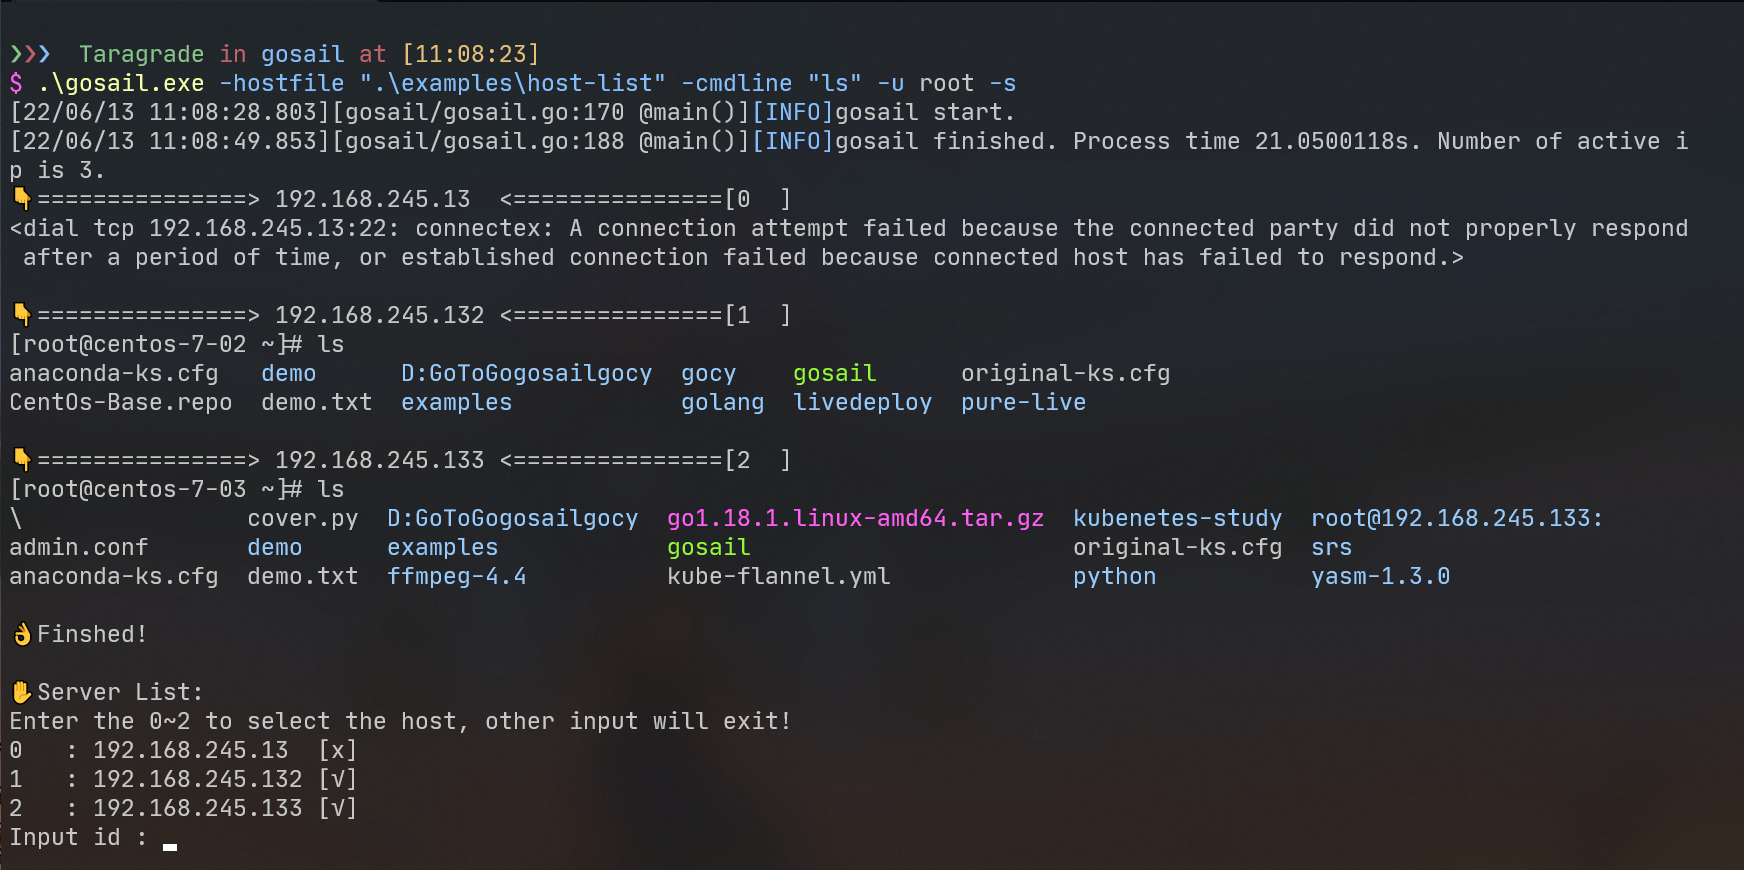 ❯❯❯  Taragrade in gosail at [11:08:23]
$ .\gosail.exe -hostfile ".\examples\host-list" -cmdline "ls" -u root -s
[22/06/13 11:08:28.803][gosail/gosail.go:170 @main()][INFO]gosail start.
[22/06/13 11:08:49.853][gosail/gosail.go:188 @main()][INFO]gosail finished. Process time 21.0500118s. Number of active i
p is 3.
👇===============> 192.168.245.13  <===============[0  ]
<dial tcp 192.168.245.13:22: connectex: A connection attempt failed because the connected party did not properly respond
 after a period of time, or established connection failed because connected host has failed to respond.>
👇===============> 192.168.245.132 <===============[1  ]
[root@centos-7-02 ~]# ls
anaconda-ks.cfg   demo      D:GoToGogosailgocy  gocy    gosail      original-ks.cfg
CentOs-Base.repo  demo.txt  examples            golang  livedeploy  pure-live
👇===============> 192.168.245.133 <===============[2  ]
[root@centos-7-03 ~]# ls
\                cover.py  D:GoToGogosailgocy  go1.18.1.linux-amd64.tar.gz  kubenetes-study  root@192.168.245.133:
admin.conf       demo      examples            gosail                       original-ks.cfg  srs
anaconda-ks.cfg  demo.txt  ffmpeg-4.4          kube-flannel.yml             python           yasm-1.3.0
👌Finshed!
✋Server List:
Enter the 0~2 to select the host, other input will exit!
0   : 192.168.245.13  [x]
1   : 192.168.245.132 [√]
2   : 192.168.245.133 [√]
Input id :